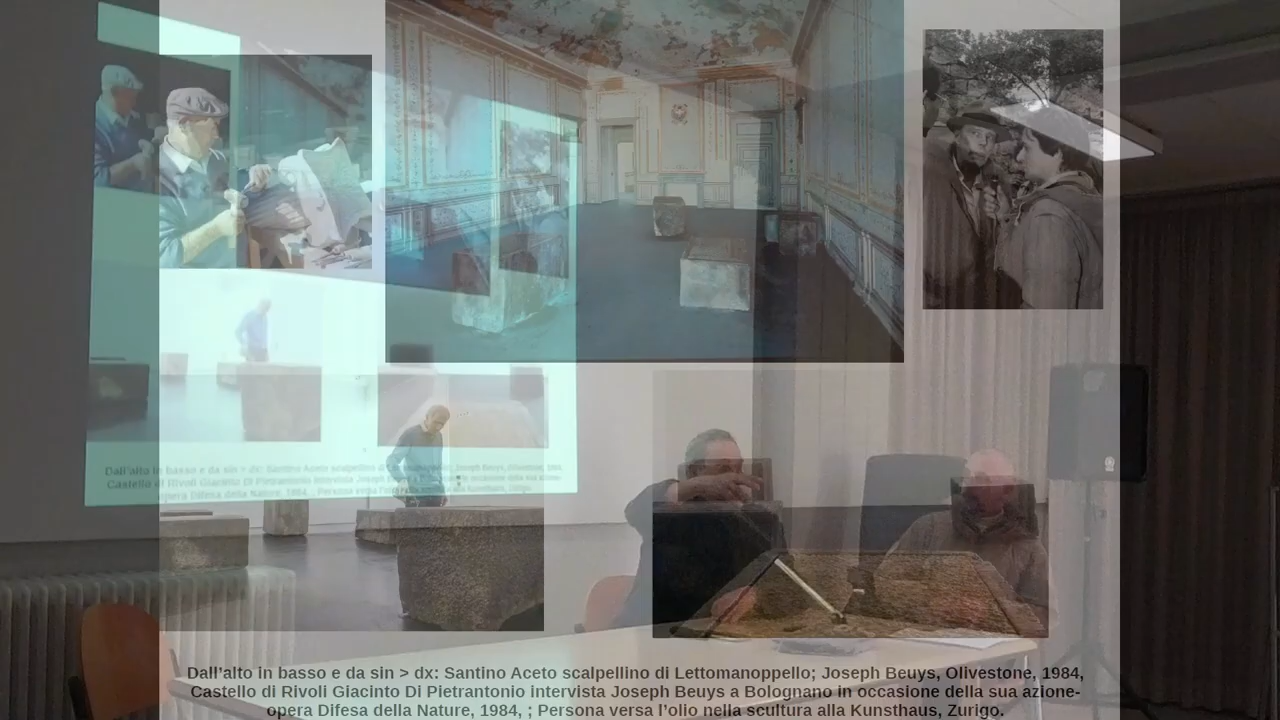 Dall'alto in basso e da sin > dx: Santino Aceto scalpellino di Lettomanoppello; Joseph Beuys, Olivestone, 1984,
Castello di Rivoli Giacinto Di Pietrantonio intervista Joseph Beuys a Bolognano in occasione della sua azione-
opera Difesa della Nature, 1984, ; Persona versa l'olio nella scultura alla Kunsthaus, Zurigo.